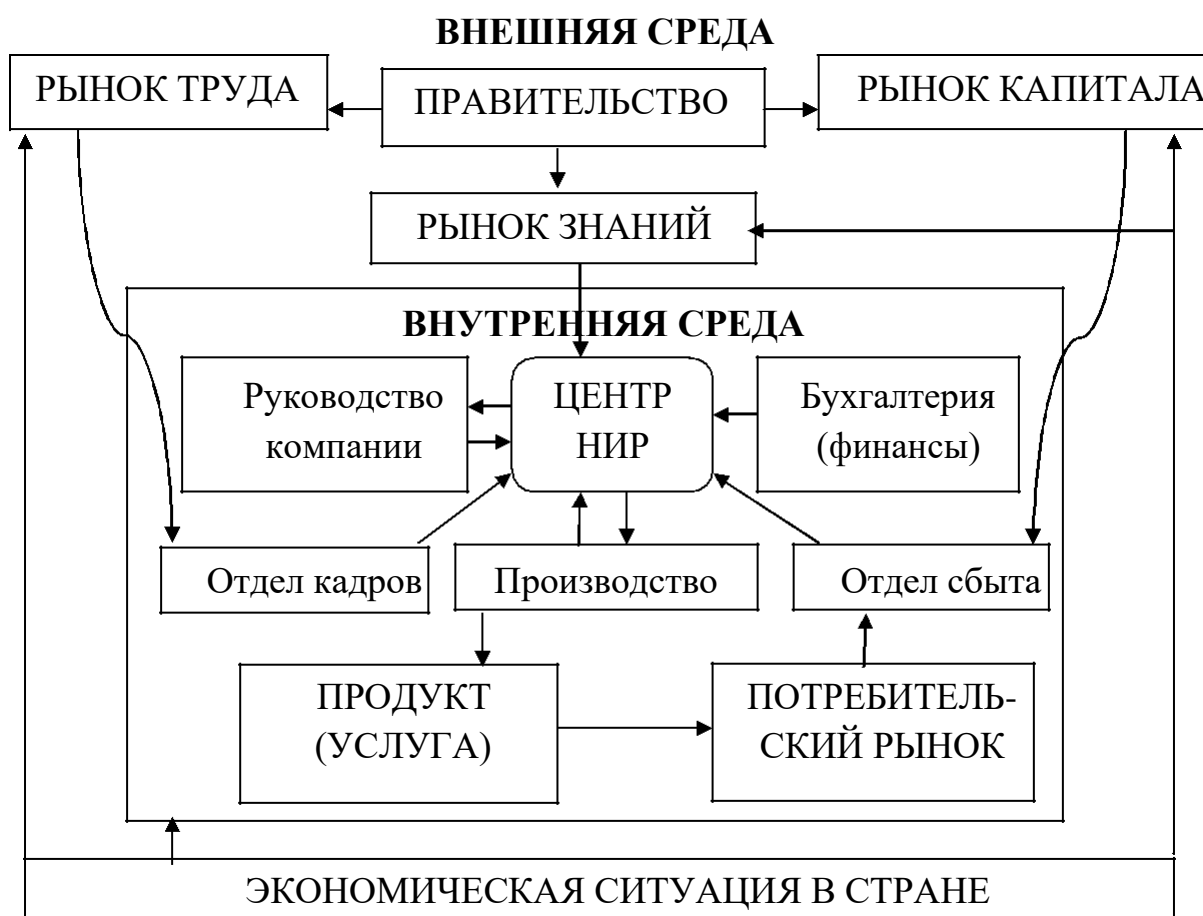 ВНЕШНЯЯ СРЕДА
РЫНОК ТРУДА
ПРАВИТЕЛЬСТВО
РЫНОК КАПИТАЛА
РЫНОК ЗНАНИЙ
ВНУТРЕННЯЯ СРЕДА
Руководство
компании
ЦЕНТР
НИР
Бухгалтерия
(финансы)
Отдел кадров
Производство
Отдел сбыта
ПРОДУКТ
(УСЛУГА)
ПОТРЕБИТЕЛЬ-
СКИЙ РЫНОК
ЭКОНОМИЧЕСКАЯ СИТУАЦИЯ В СТРАНЕ